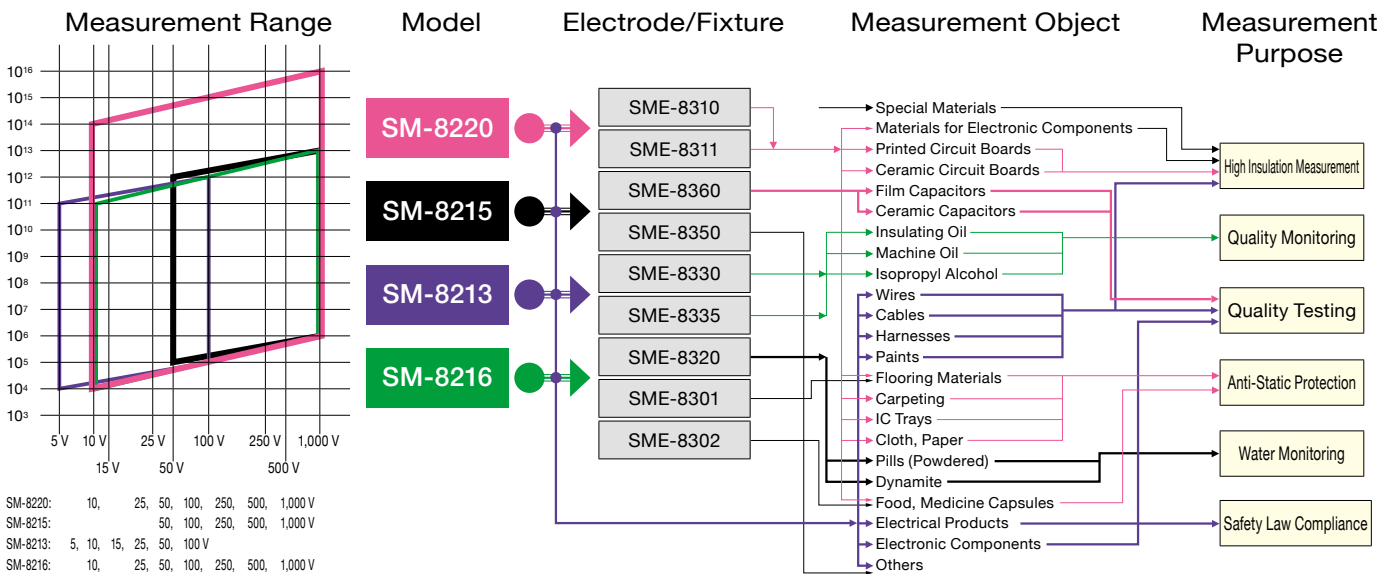 Measurement Range
Model
Electrode/Fixture
Measurement Object
Measurement
Purpose
10¹⁶
10¹⁵
10¹⁴
10¹³
10¹²
10¹¹
10¹⁰
10⁹
10⁸
10⁷
10⁶
10⁵
10⁴
10³
5 V
10 V
25 V
100 V
250 V
1,000 V
15 V
50 V
500 V
SM-8220: 10, 25, 50, 100, 250, 500, 1,000 V
SM-8215: 50, 100, 250, 500, 1,000 V
SM-8213: 5, 10, 15, 25, 50, 100 V
SM-8216: 10, 25, 50, 100, 250, 500, 1,000 V
SM-8220
SM-8215
SM-8213
SM-8216
SME-8310
SME-8311
SME-8360
SME-8350
SME-8330
SME-8335
SME-8320
SME-8301
SME-8302
Special Materials
Materials for Electronic Components
Printed Circuit Boards
Ceramic Circuit Boards
Film Capacitors
Ceramic Capacitors
Insulating Oil
Machine Oil
Isopropyl Alcohol
Wires
Cables
Harnesses
Paints
Flooring Materials
Carpeting
IC Trays
Cloth, Paper
Pills (Powdered)
Dynamite
Food, Medicine Capsules
Electrical Products
Electronic Components
Others
High Insulation Measurement
Quality Monitoring
Quality Testing
Anti-Static Protection
Water Monitoring
Safety Law Compliance